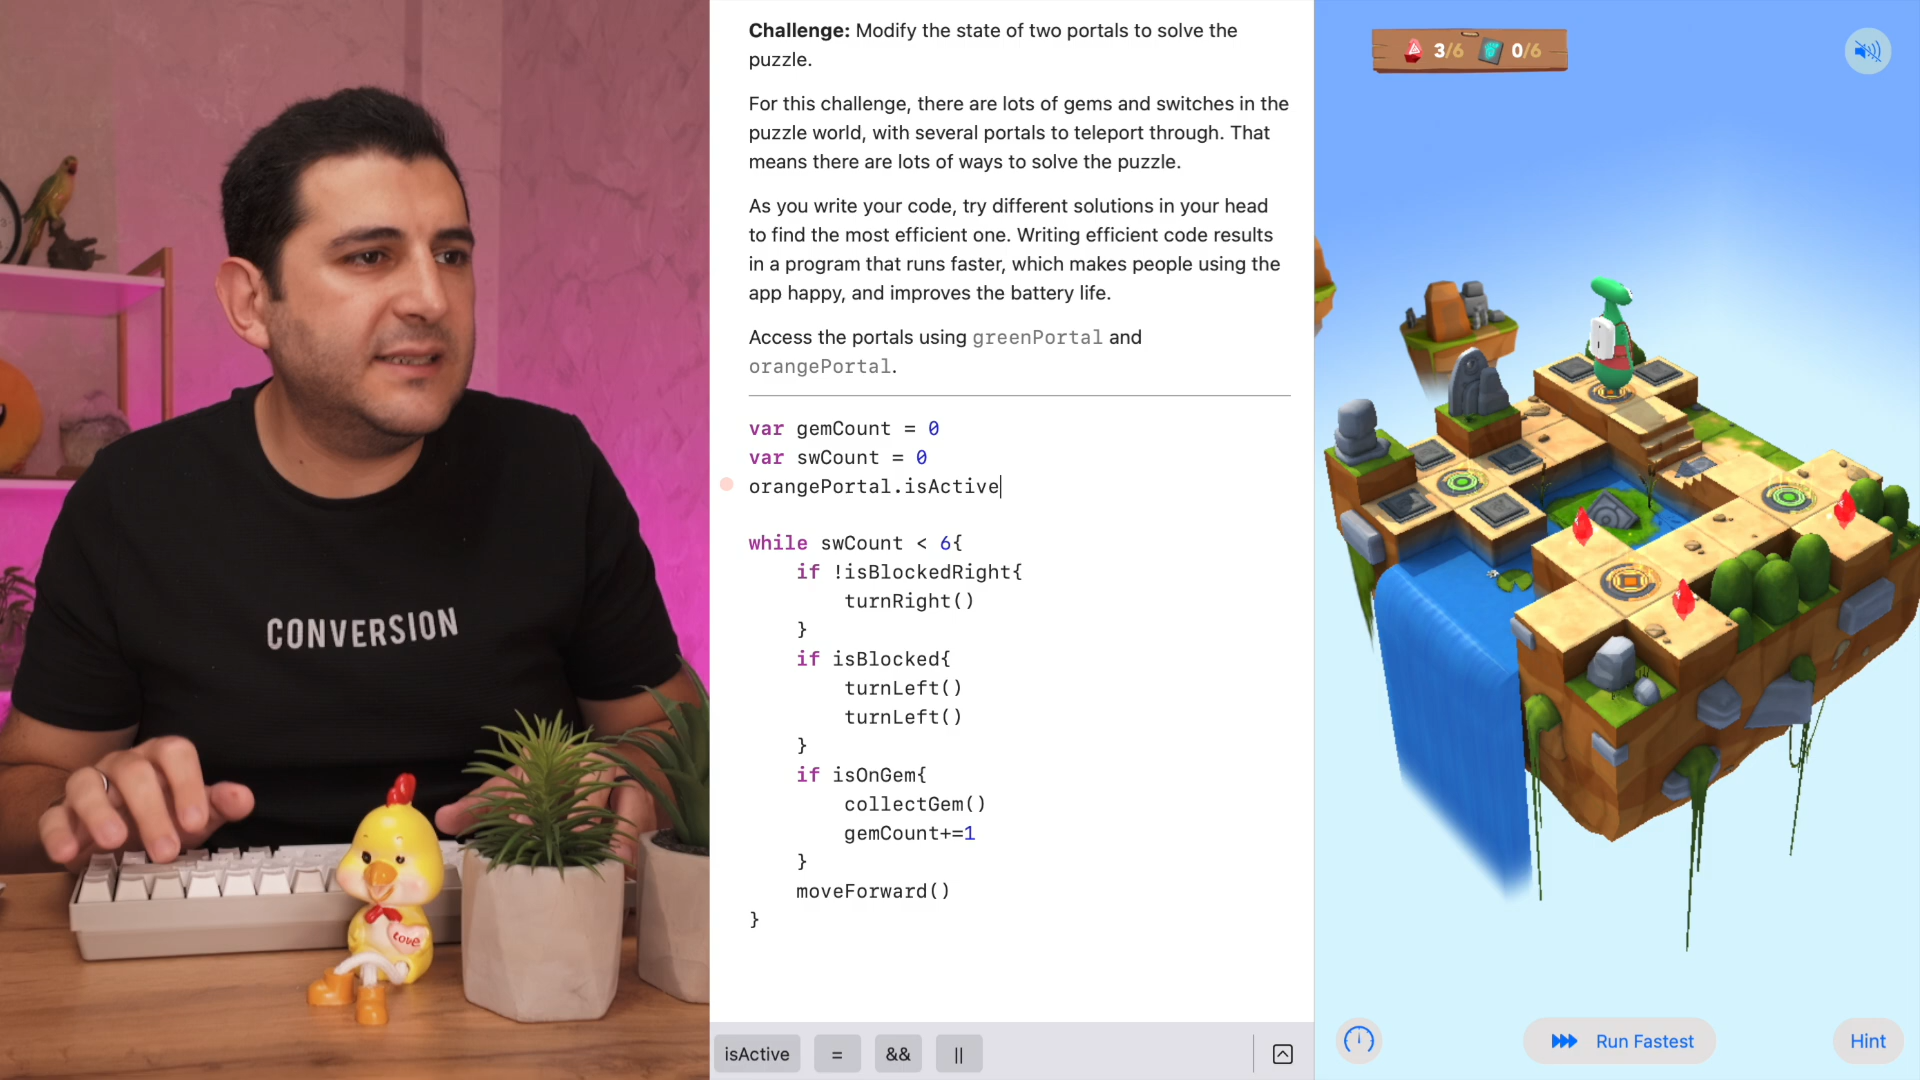 CONVERSION
Love
Challenge: Modify the state of two portals to solve the
puzzle.
For this challenge, there are lots of gems and switches in the
puzzle world, with several portals to teleport through. That
means there are lots of ways to solve the puzzle.
As you write your code, try different solutions in your head
to find the most efficient one. Writing efficient code results
in a program that runs faster, which makes people using the
app happy, and improves the battery life.
Access the portals using greenPortal and
orangePortal.
var gemCount = 0
var swCount = 0
orangePortal.isActive
while swCount < 6{
if !isBlockedRight{
turnRight()
}
if isBlocked{
turnLeft()
turnLeft()
}
if isOnGem{
collectGem()
gemCount+=1
}
moveForward()
}
isActive
=
&&
||
3/6 0/6
Run Fastest
Hint